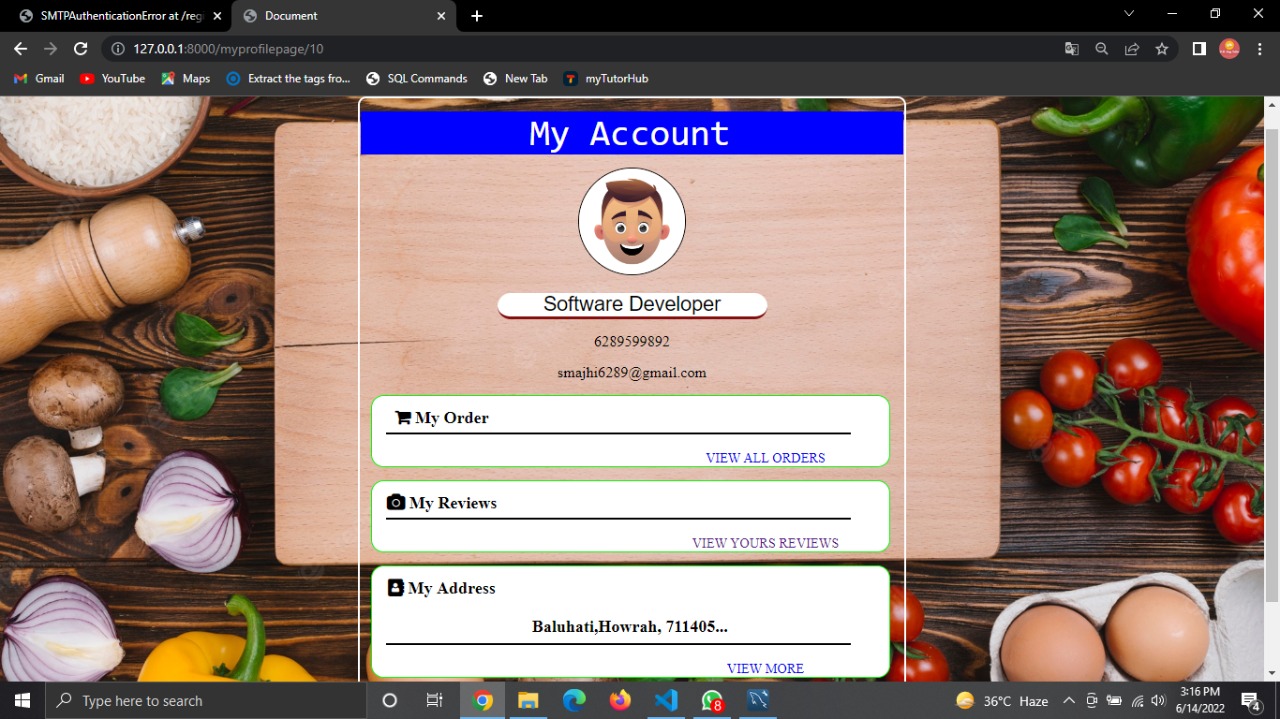 SMTPAuthenticationError at /reg
Document
127.0.0.1:8000/myprofilepage/10
Gmail
YouTube
Maps
Extract the tags fro...
SQL Commands
New Tab
myTutorHub
My Account
Software Developer
6289599892
smajhi6289@gmail.com
My Order
VIEW ALL ORDERS
My Reviews
VIEW YOURS REVIEWS
My Address
Baluhati,Howrah, 711405...
VIEW MORE
Type here to search
8
36°C Haze
3:16 PM
6/14/2022
4